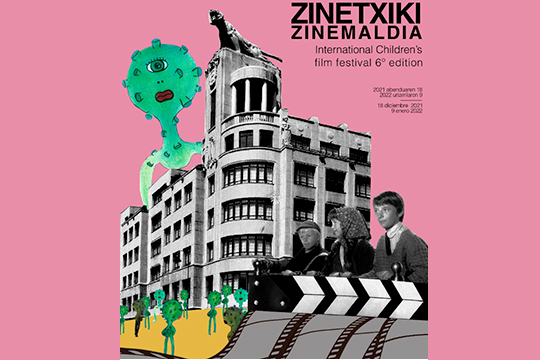 ZINETXIKI
ZINEMALDIA
International Children's
film festival 6º edition
2021 abenduaren 18
2022 urtarrilaren 9
18 diciembre 2021
9 enero 2022